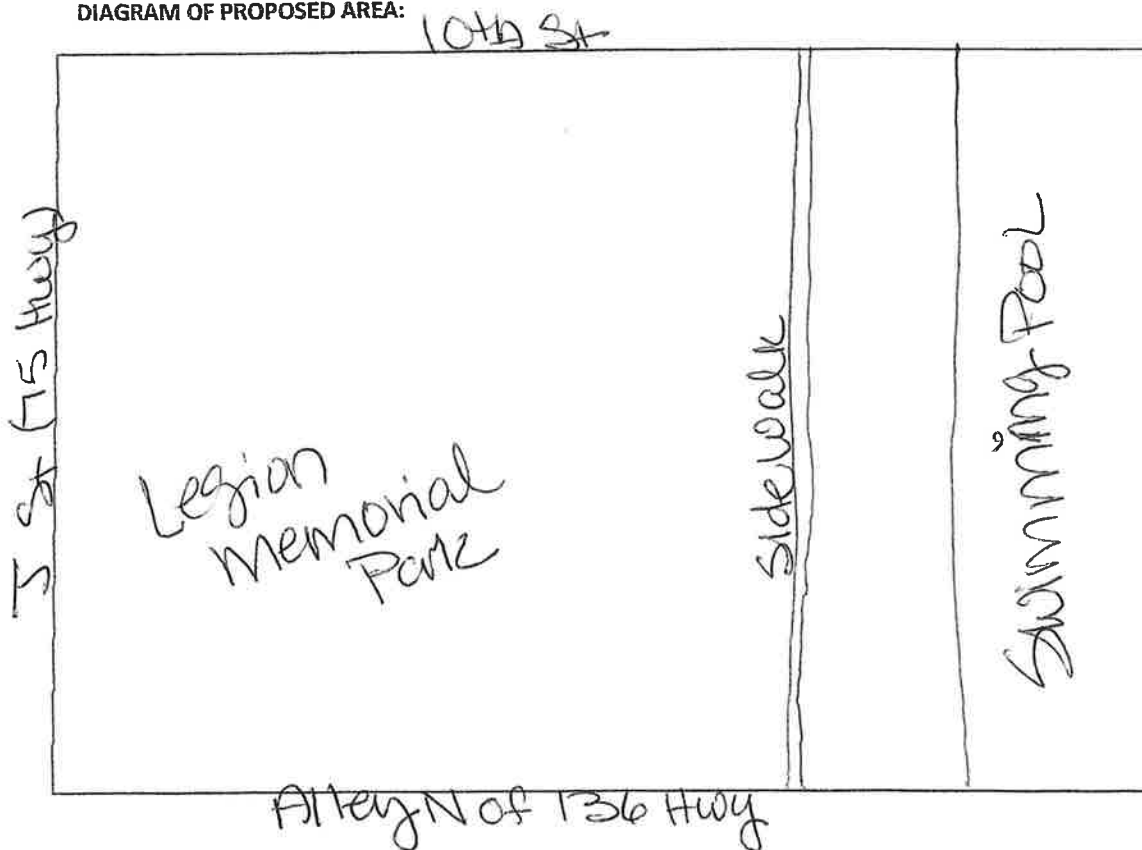 DIAGRAM OF PROPOSED AREA:
10th St
J St (75 Hwy)
Legion
Memorial
Park
Sidewalk
Swimming Pool
Alley N of 136 Hwy